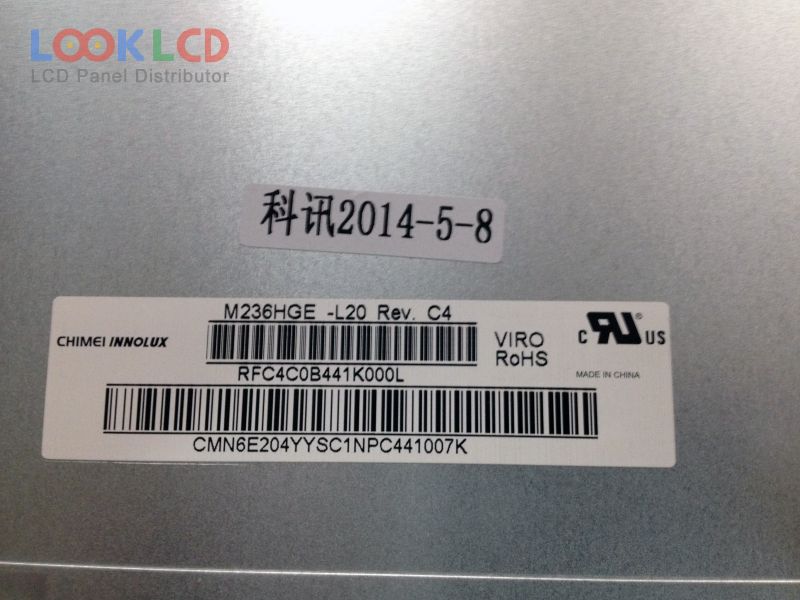 LOOK LCD
LCD Panel Distributor
科讯2014-5-8
M236HGE -L20 Rev. C4
CHIMEI INNOLUX
VIRO
RoHS
C RU US
MADE IN CHINA
RFC4C0B441K000L
CMN6E204YYSC1NPC441007K